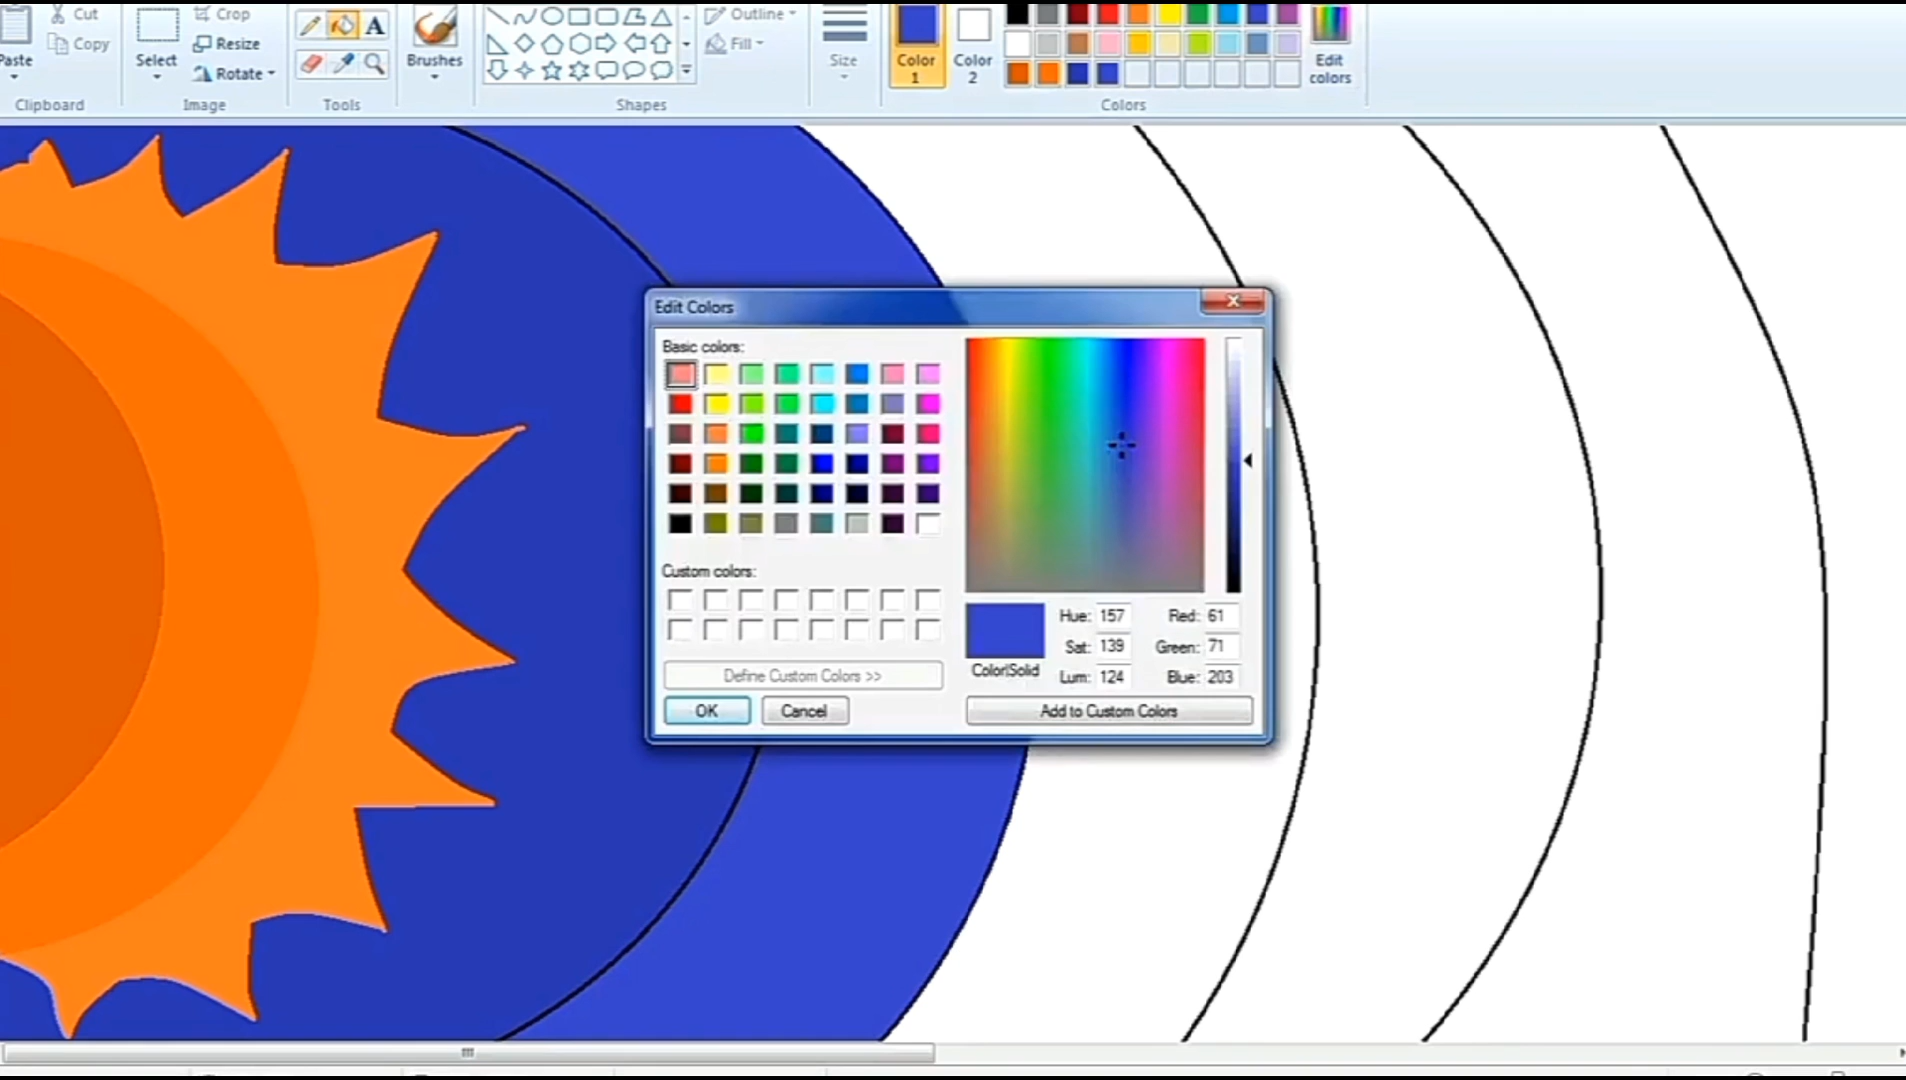 Cut
Crop
Outline
Copy
Resize
Fill
Paste
Select
Rotate
A
Brushes
Size
Color
1
Color
2
Edit
colors
Clipboard
Image
Tools
Shapes
Colors
Edit Colors
Basic colors:
Custom colors:
Define Custom Colors >>
OK
Cancel
Color|Solid
Hue: 157
Red: 61
Sat: 139
Green: 71
Lum: 124
Blue: 203
Add to Custom Colors